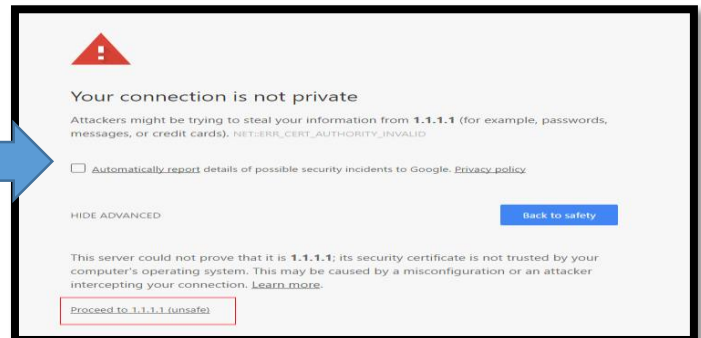 Your connection is not private
Attackers might be trying to steal your information from 1.1.1.1 (for example, passwords,
messages, or credit cards). NET::ERR_CERT_AUTHORITY_INVALID
Automatically report details of possible security incidents to Google. Privacy policy
HIDE ADVANCED
Back to safety
This server could not prove that it is 1.1.1.1; its security certificate is not trusted by your
computer's operating system. This may be caused by a misconfiguration or an attacker
intercepting your connection. Learn more.
Proceed to 1.1.1.1 (unsafe)